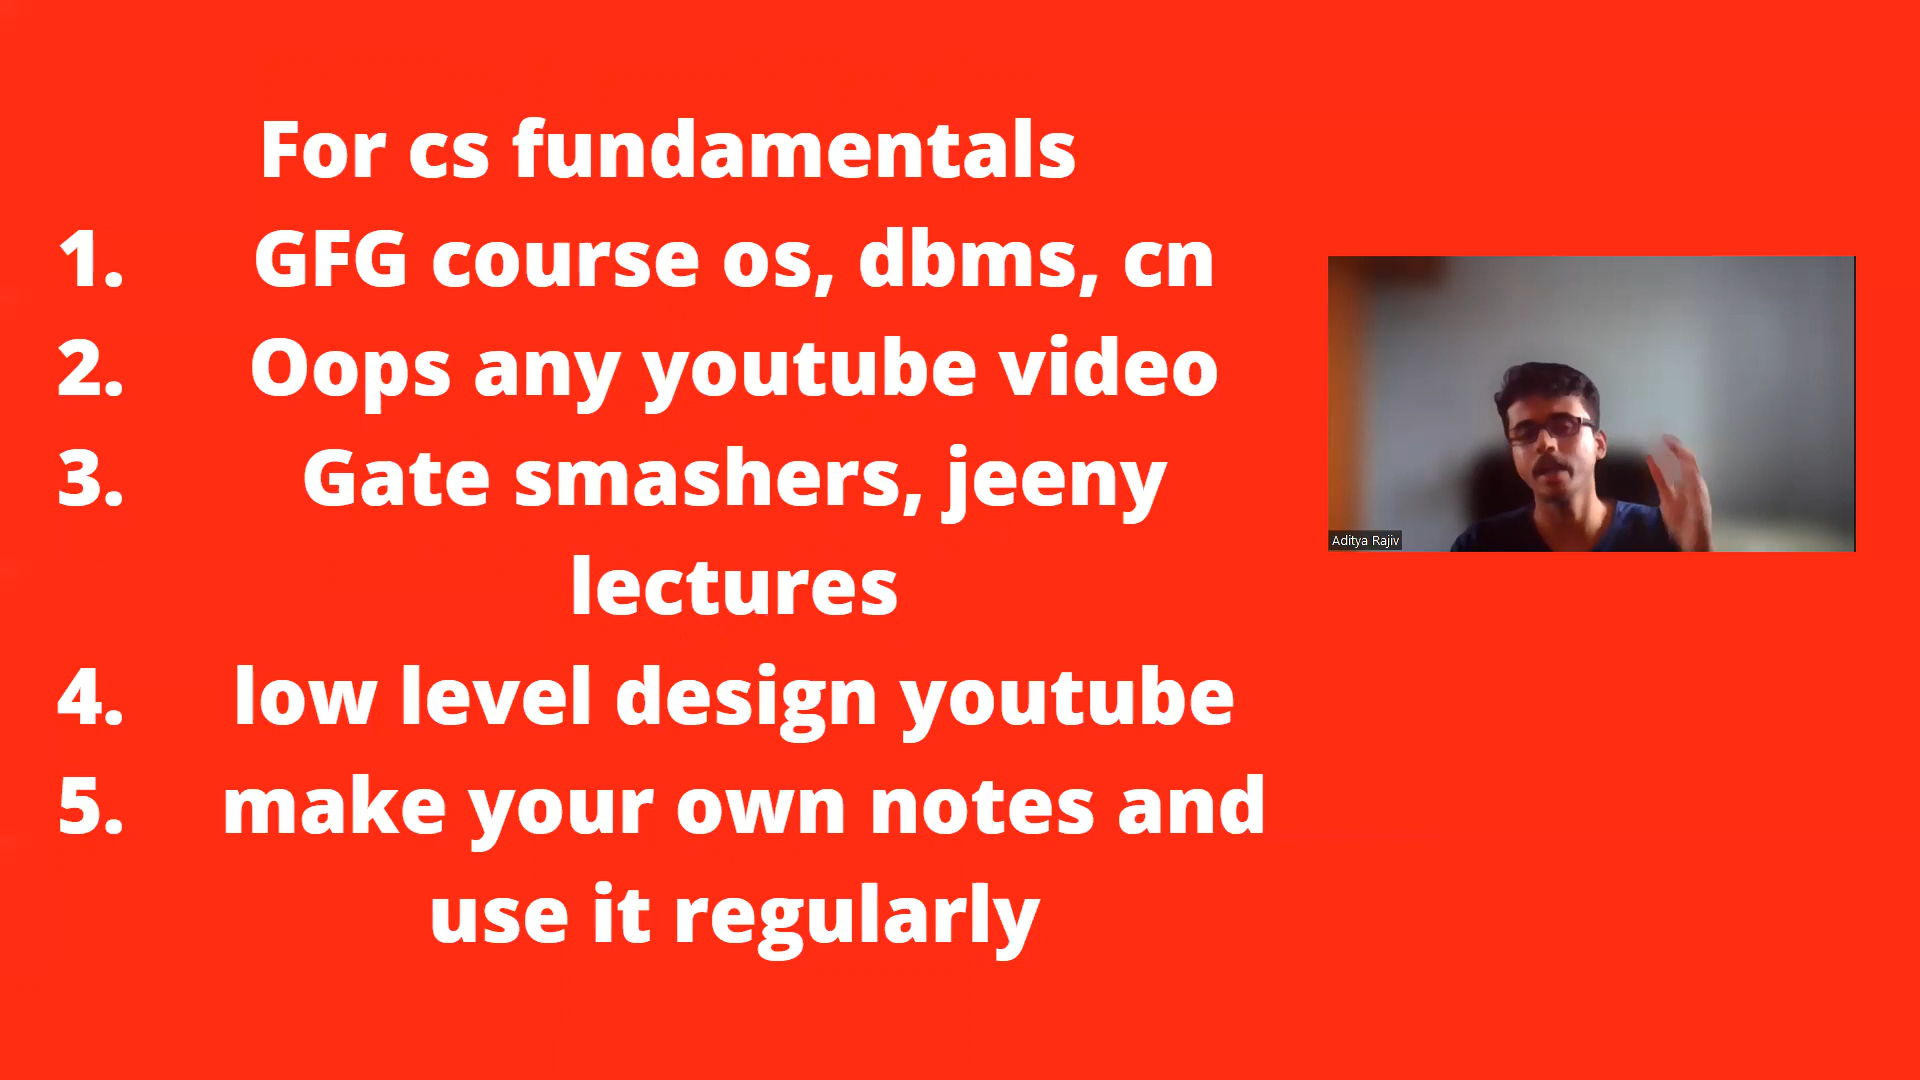 For cs fundamentals
1. GFG course os, dbms, cn
2. Oops any youtube video
3. Gate smashers, jeeny
lectures
4. low level design youtube
5. make your own notes and
use it regularly
Aditya Rajiv